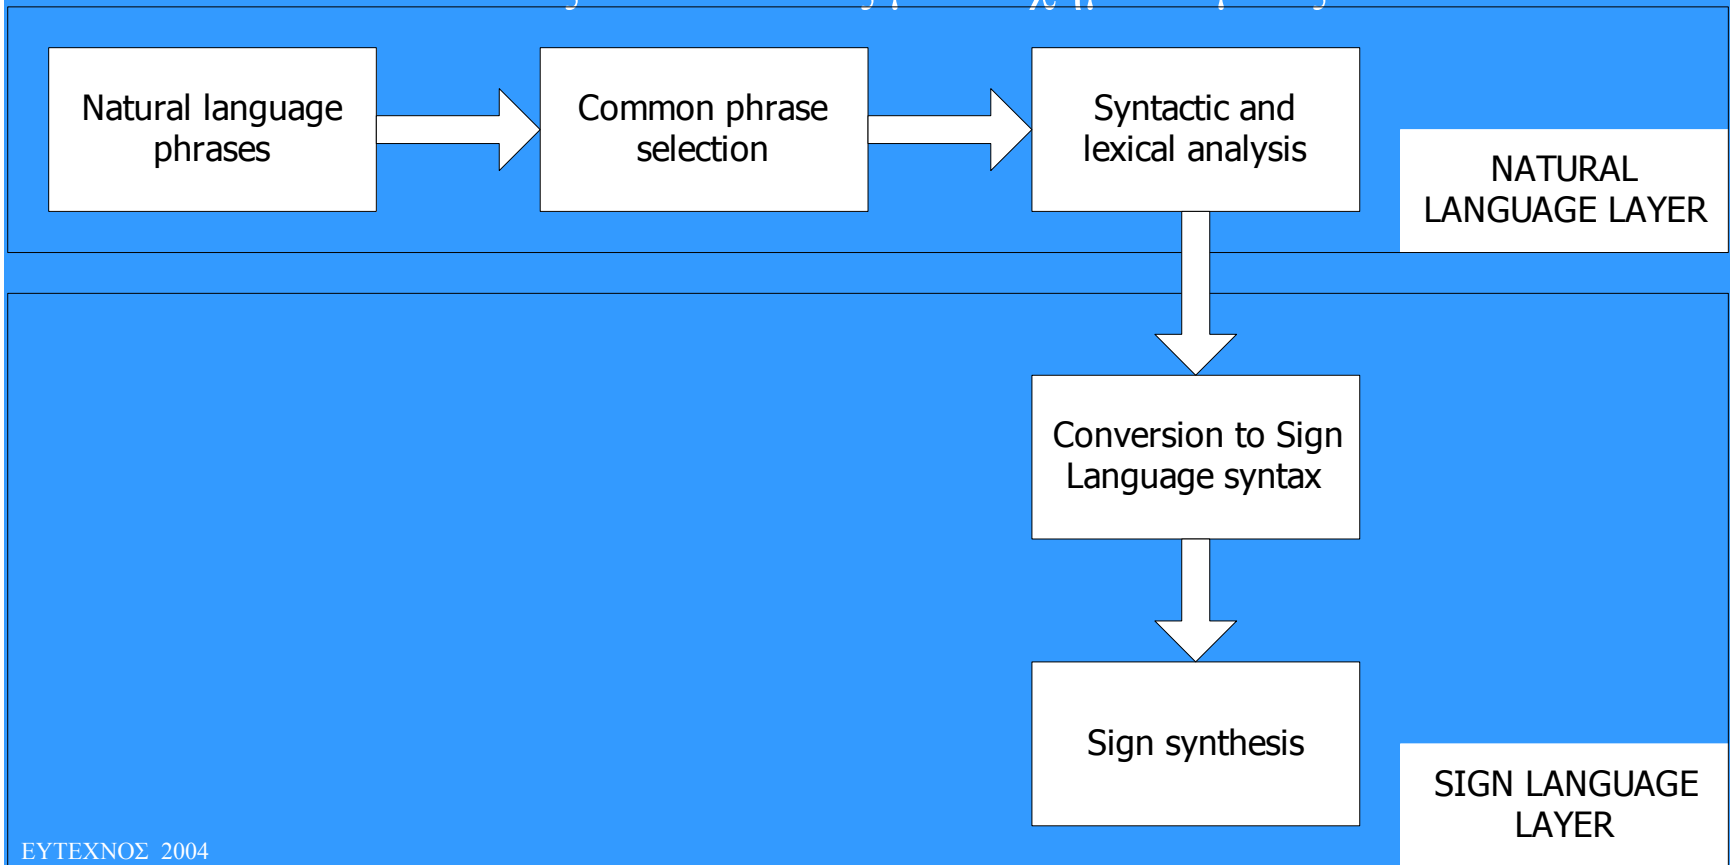 Natural language
phrases
Common phrase
selection
Syntactic and
lexical analysis
NATURAL
LANGUAGE LAYER
Conversion to Sign
Language syntax
Sign synthesis
SIGN LANGUAGE
LAYER
ΕΥΤΕΧΝΟΣ 2004